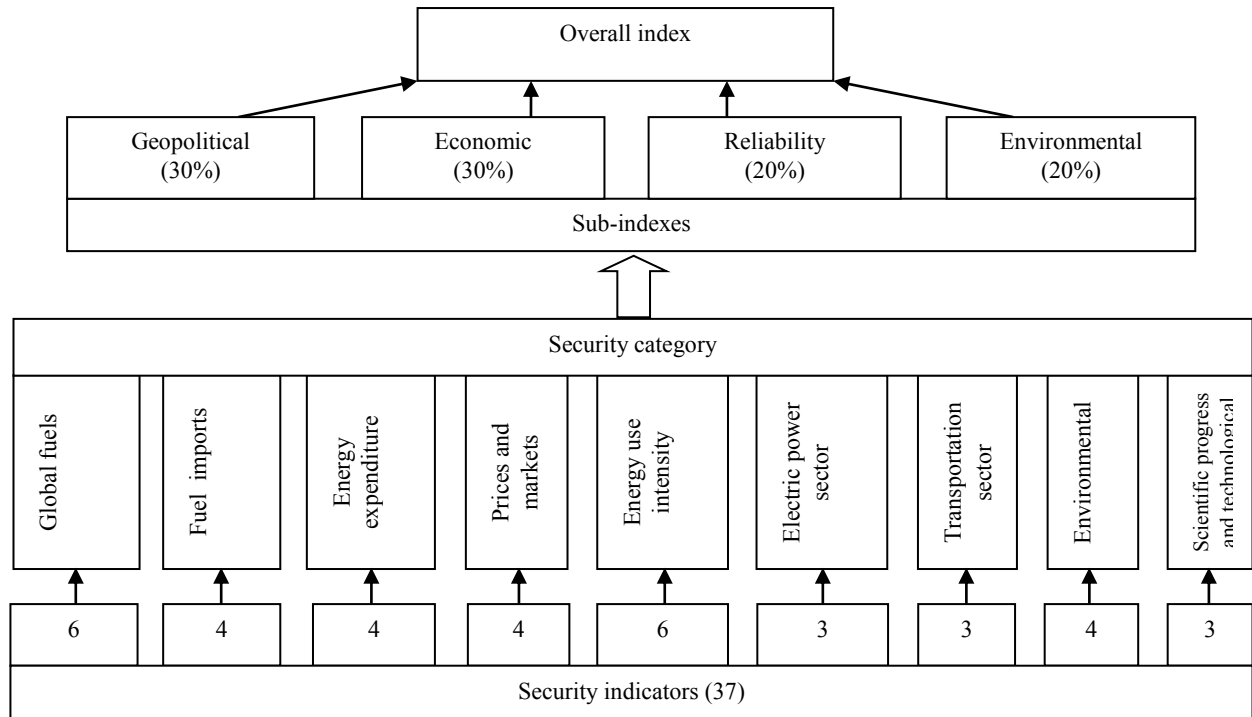 Overall index
Geopolitical
(30%)
Economic
(30%)
Reliability
(20%)
Environmental
(20%)
Sub-indexes
Security category
Global fuels
Fuel imports
Energy
expenditure
Prices and
markets
Energy use
intensity
Electric power
sector
Transportation
sector
Environmental
Scientific progress
and technological
6
4
4
4
6
3
3
4
3
Security indicators (37)